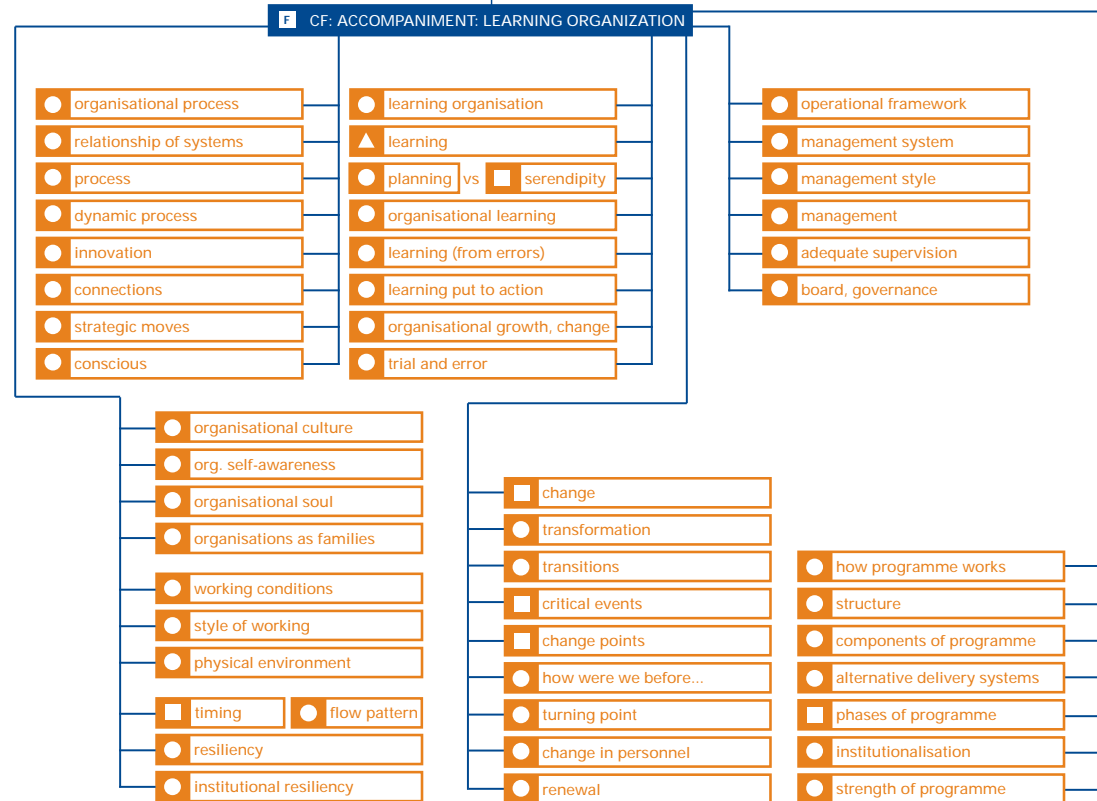 F CF: ACCOMPANIMENT: LEARNING ORGANIZATION
organisational process
relationship of systems
process
dynamic process
innovation
connections
strategic moves
conscious
learning organisation
learning
planning vs serendipity
organisational learning
learning (from errors)
learning put to action
organisational growth, change
trial and error
operational framework
management system
management style
management
adequate supervision
board, governance
organisational culture
org. self-awareness
organisational soul
organisations as families
working conditions
style of working
physical environment
timing flow pattern
resiliency
institutional resiliency
change
transformation
transitions
critical events
change points
how were we before...
turning point
change in personnel
renewal
how programme works
structure
components of programme
alternative delivery systems
phases of programme
institutionalisation
strength of programme